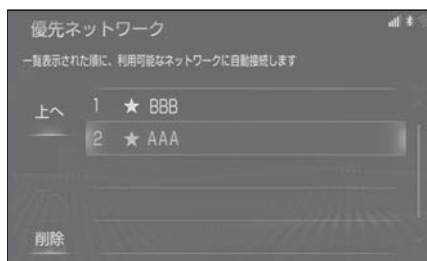 優先ネットワーク
一覧表示された順に、利用可能なネットワークに自動接続します
上へ
1 ★ BBB
2 ★ AAA
下へ
削除